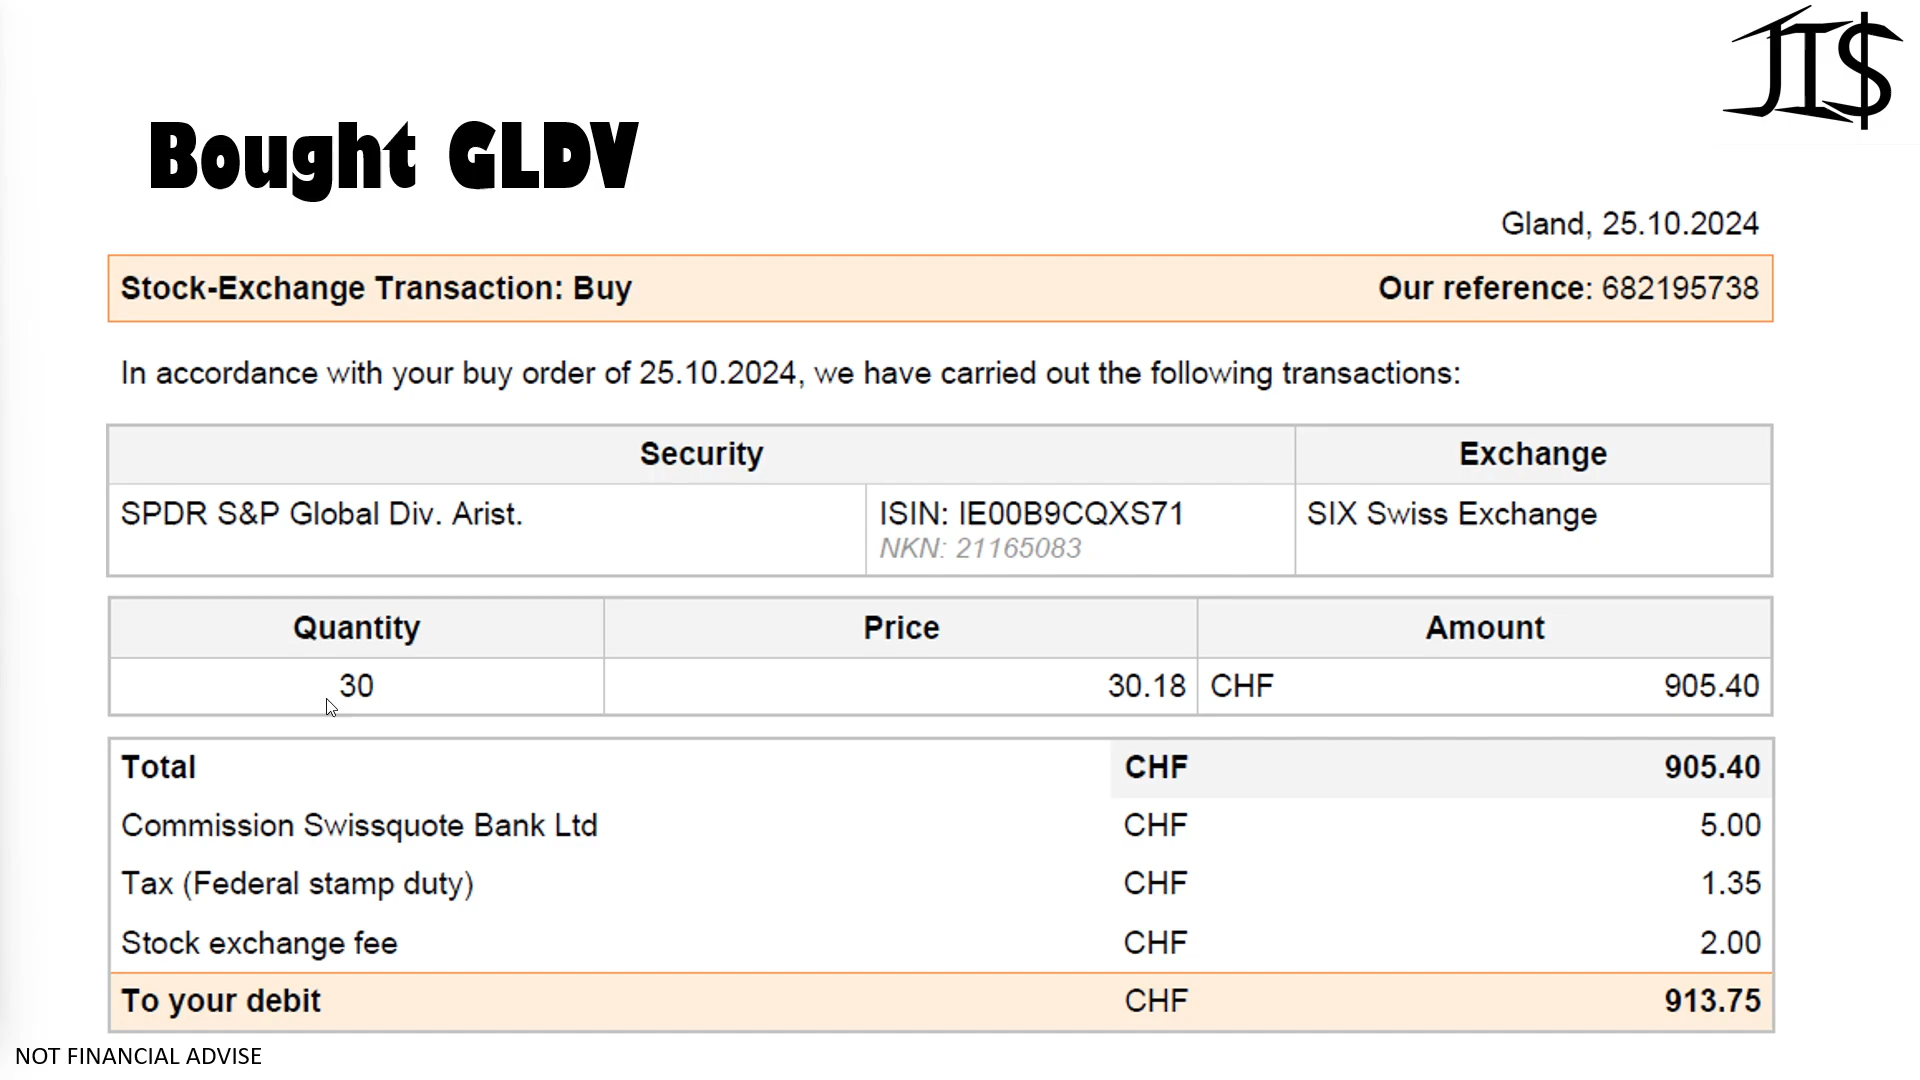 JI$
Bought GLDV
Gland, 25.10.2024
Stock-Exchange Transaction: Buy Our reference: 682195738
In accordance with your buy order of 25.10.2024, we have carried out the following transactions:
Security Exchange
SPDR S&P Global Div. Arist. ISIN: IE00B9CQXS71 SIX Swiss Exchange
NKN: 21165083
Quantity Price Amount
30 30.18 CHF 905.40
Total CHF 905.40
Commission Swissquote Bank Ltd CHF 5.00
Tax (Federal stamp duty) CHF 1.35
Stock exchange fee CHF 2.00
To your debit CHF 913.75
NOT FINANCIAL ADVISE